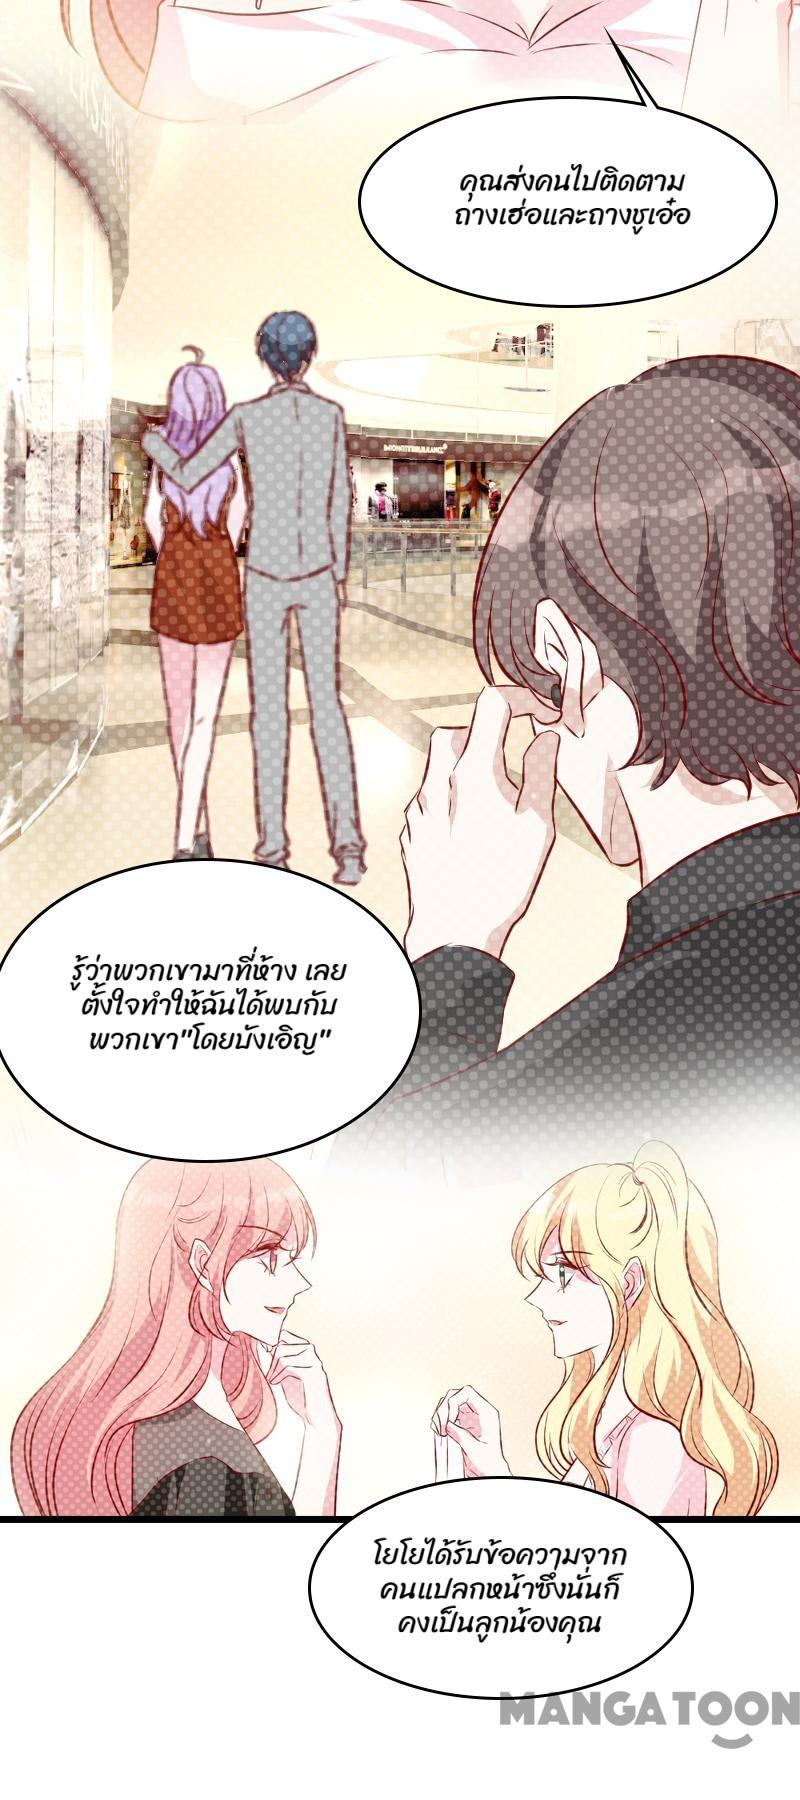 คุณส่งคนไปติดตาม
ถางเฮ่อและถางชูเอ๋อ
รู้ว่าพวกเขามาที่ห้าง เลย
ตั้งใจทำให้ฉันได้พบกับ
พวกเขา"โดยบังเอิญ"
โยโยได้รับข้อความจาก
คนแปลกหน้าซึ่งนั่นก็
คงเป็นลูกน้องคุณ
MANGATOON